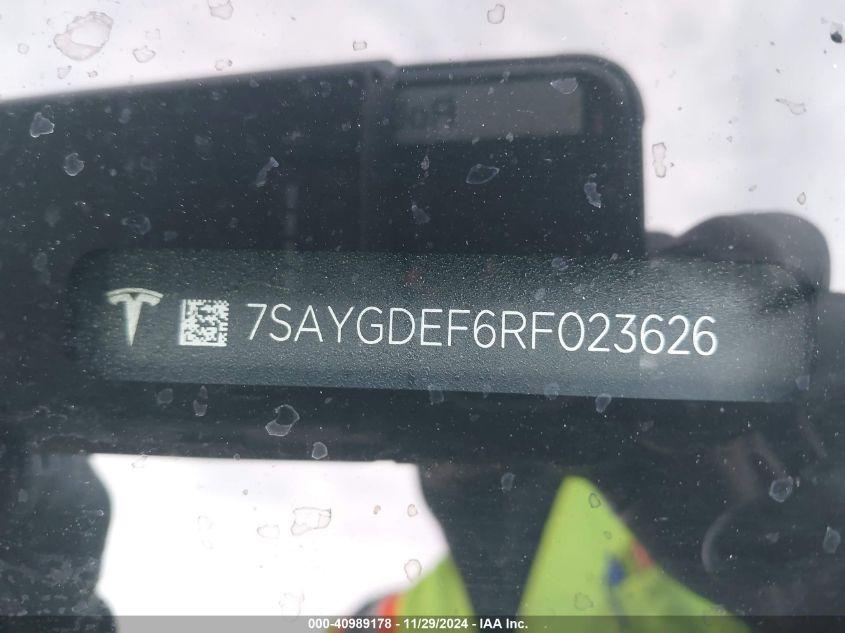 7SAYGDEF6RF023626
000-40989178 - 11/29/2024 - IAA Inc.